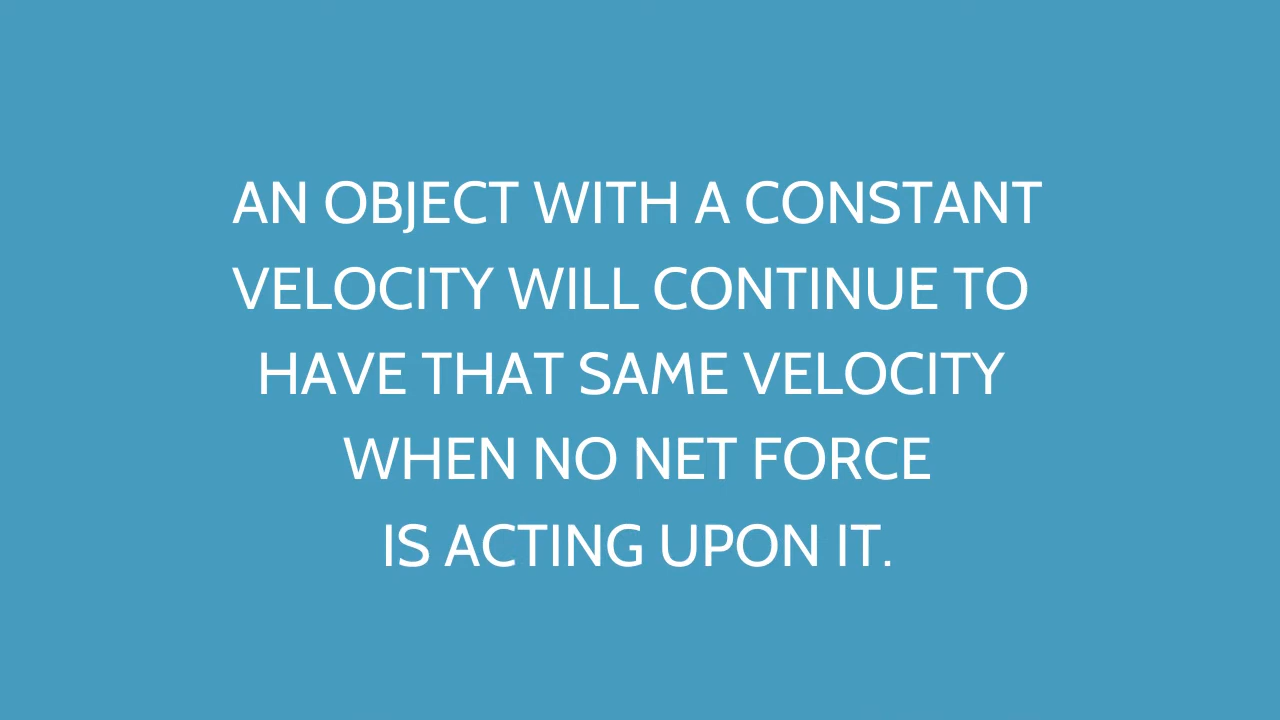 AN OBJECT WITH A CONSTANT
VELOCITY WILL CONTINUE TO
HAVE THAT SAME VELOCITY
WHEN NO NET FORCE
IS ACTING UPON IT.